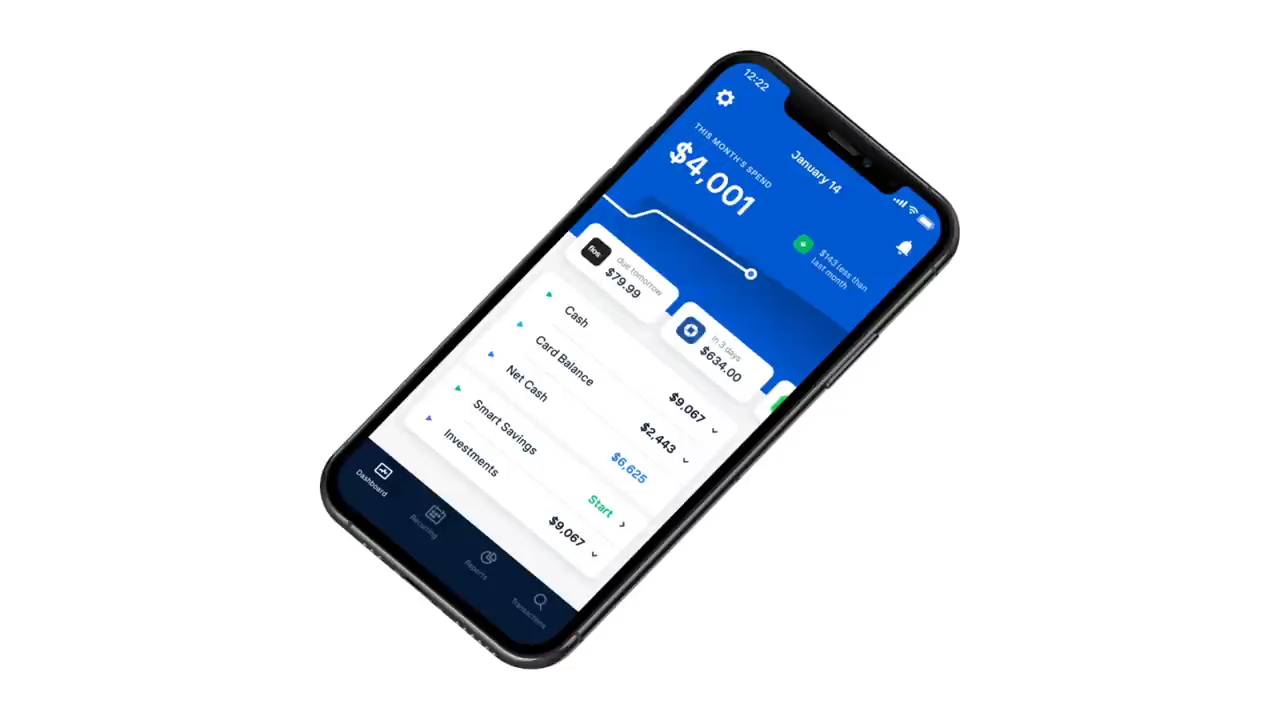 12:22
January 14
THIS MONTH'S SPEND
$4,001
$143 less than
last month
fios
due tomorrow
$79.99
in 3 days
$634.00
Cash
$9,067
Card Balance
$2,443
Net Cash
$6,625
Smart Savings
Start
Investments
$9,067
Dashboard
Recurring
Reports
Transactions